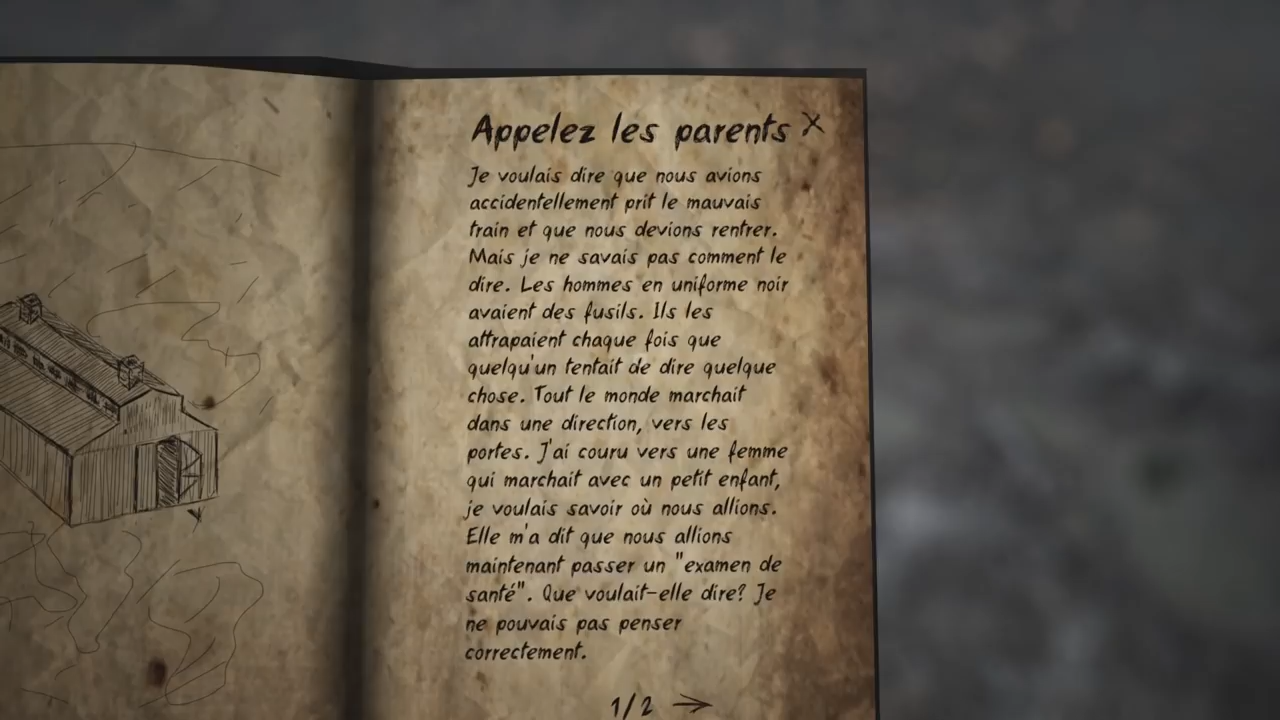 Appelez les parents X
Je voulais dire que nous avions
accidentellement prit le mauvais
train et que nous devions rentrer.
Mais je ne savais pas comment le
dire. Les hommes en uniforme noir
avaient des fusils. Ils les
attrapaient chaque fois que
quelqu'un tentait de dire quelque
chose. Tout le monde marchait
dans une direction, vers les
portes. J'ai couru vers une femme
qui marchait avec un petit enfant,
je voulais savoir où nous allions.
Elle m'a dit que nous allions
maintenant passer un "examen de
santé". Que voulait-elle dire? Je
ne pouvais pas penser
correctement.
1/2 →